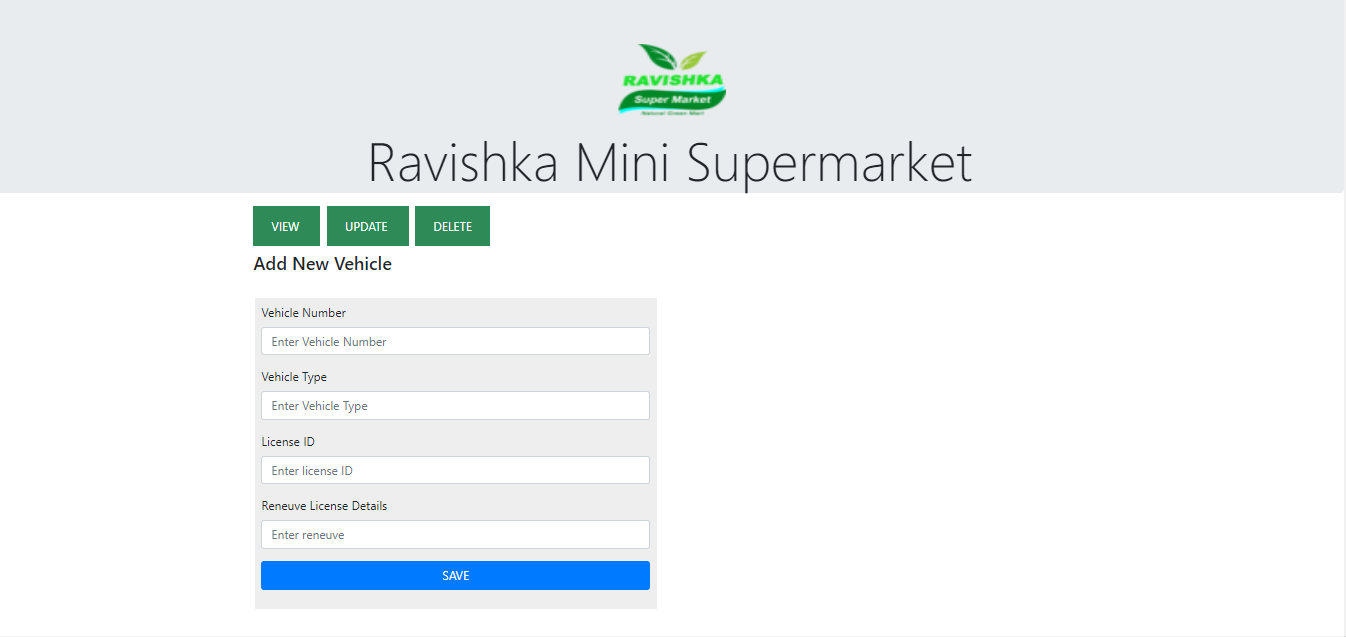 RAVISHKA
Super Market
Natural Green Mart
Ravishka Mini Supermarket
VIEW UPDATE DELETE
Add New Vehicle
Vehicle Number
Enter Vehicle Number
Vehicle Type
Enter Vehicle Type
License ID
Enter license ID
Reneuve License Details
Enter reneuve
SAVE